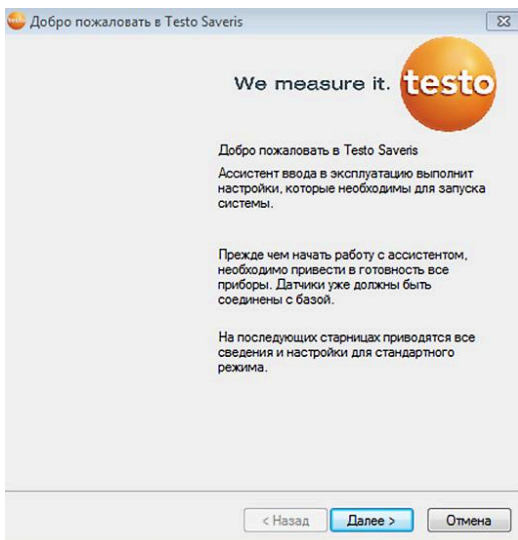 Добро пожаловать в Testo Saveris
We measure it. testo
Добро пожаловать в Testo Saveris
Ассистент ввода в эксплуатацию выполнит
настройки, которые необходимы для запуска
системы.
Прежде чем начать работу с ассистентом,
необходимо привести в готовность все
приборы. Датчики уже должны быть
соединены с базой.
На последующих старницах приводятся все
сведения и настройки для стандартного
режима.
< Назад Далее > Отмена